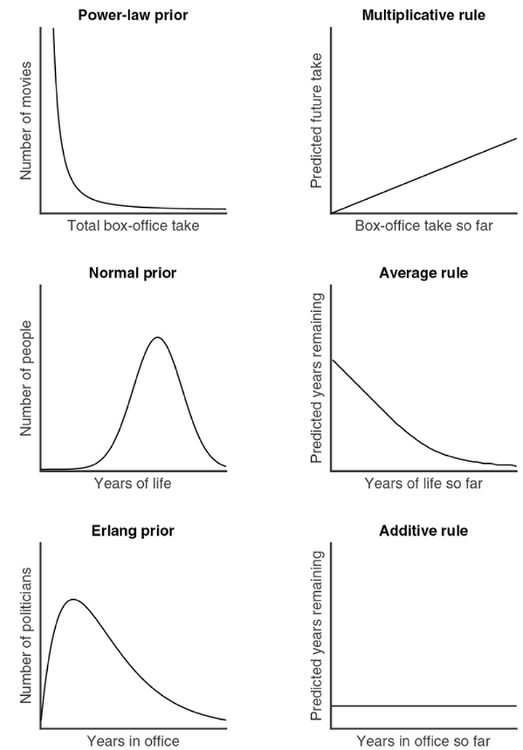 Power-law prior
Number of movies
Total box-office take
Multiplicative rule
Predicted future take
Box-office take so far
Normal prior
Number of people
Years of life
Average rule
Predicted years remaining
Years of life so far
Erlang prior
Number of politicians
Years in office
Additive rule
Predicted years remaining
Years in office so far